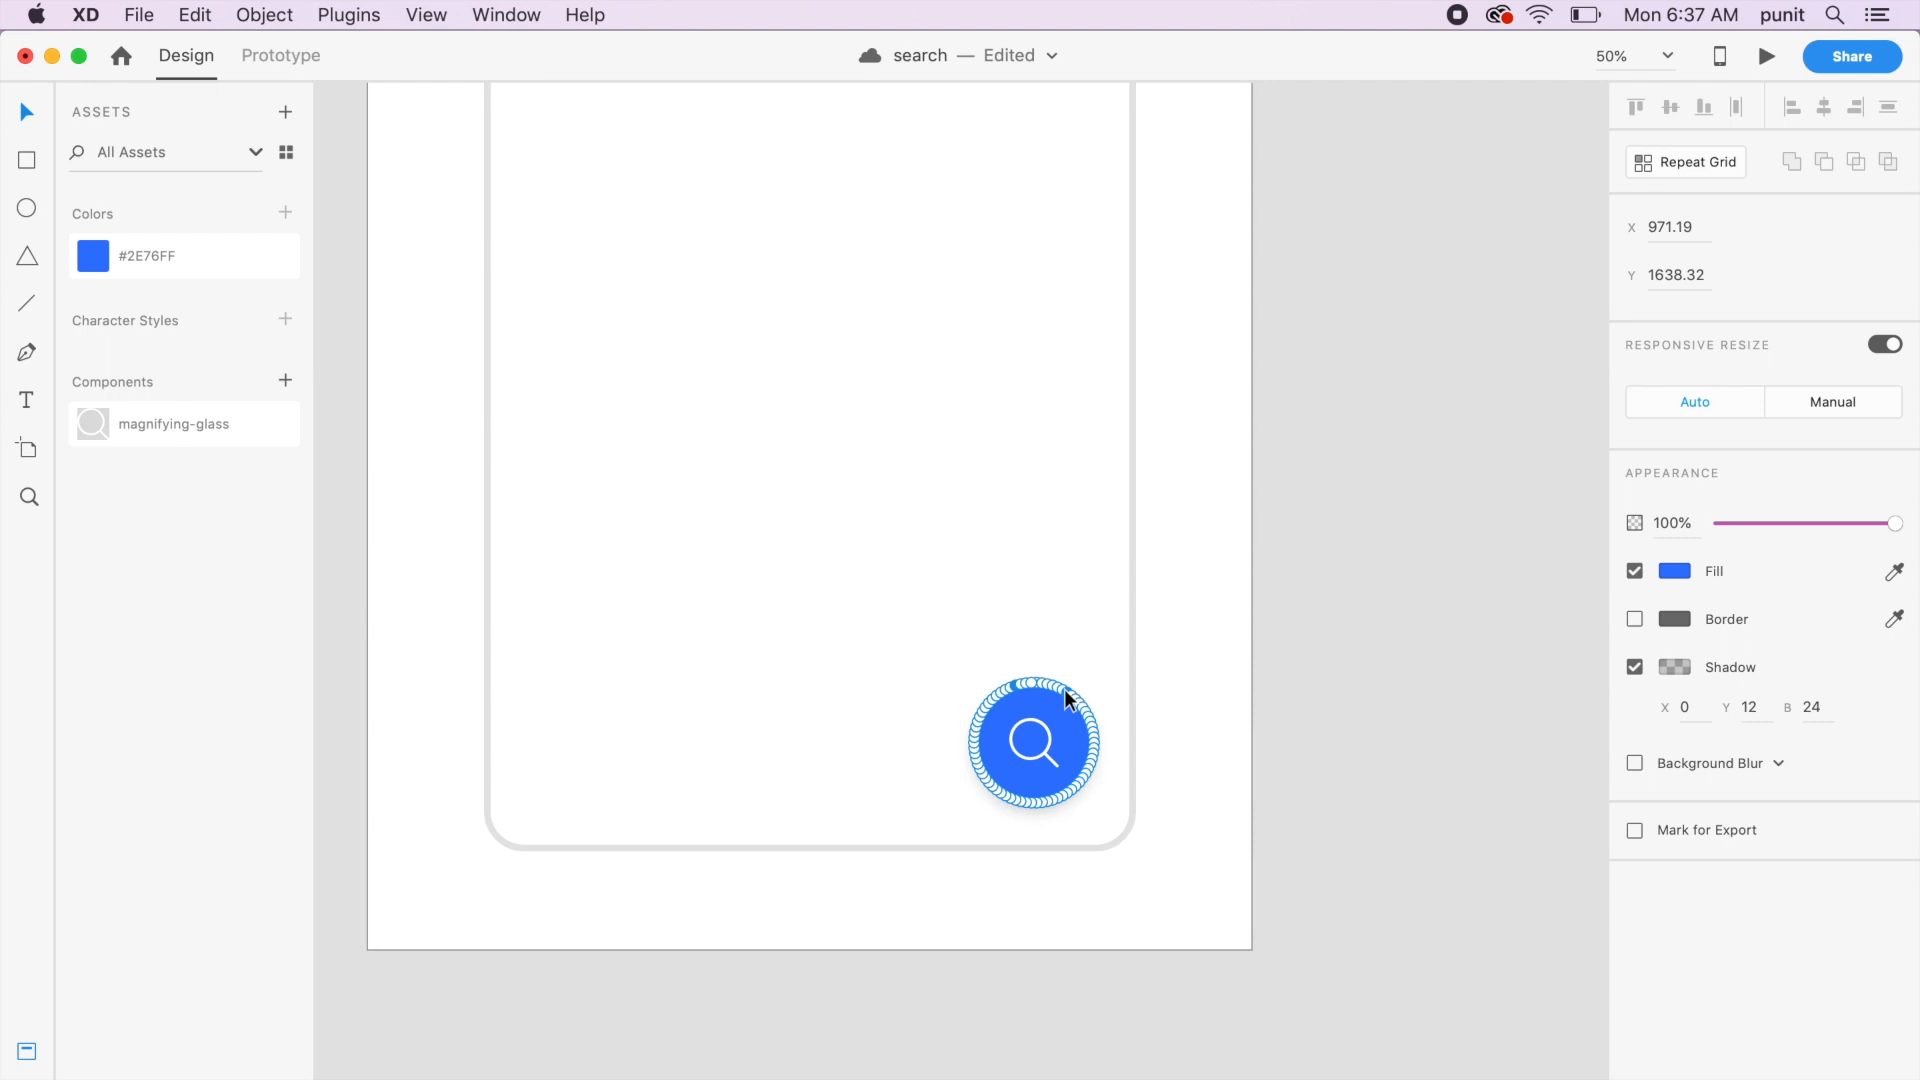 XD File Edit Object Plugins View Window Help Mon 6:37 AM punit
Design Prototype search — Edited 50% Share
ASSETS
All Assets
Colors
#2E76FF
Character Styles
Components
magnifying-glass
Repeat Grid
X 971.19
Y 1638.32
RESPONSIVE RESIZE
Auto Manual
APPEARANCE
100%
Fill
Border
Shadow
X 0 Y 12 B 24
Background Blur
Mark for Export